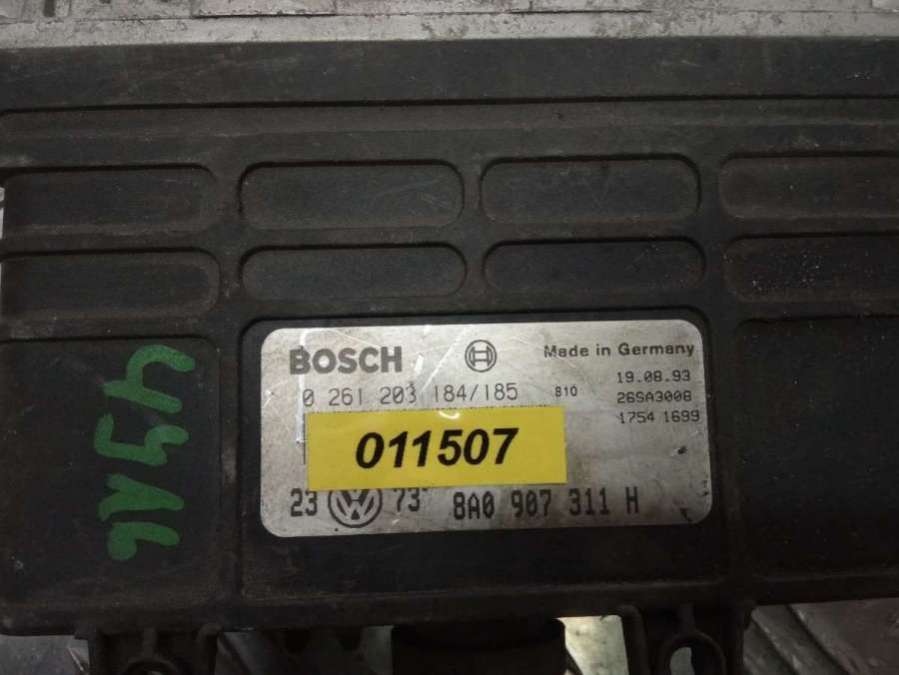 BOSCH
Made in Germany
0 261 203 184/185
810
19.08.93
26SA3008
1754 1699
011507
23 VW 73
8A0 907 311 H